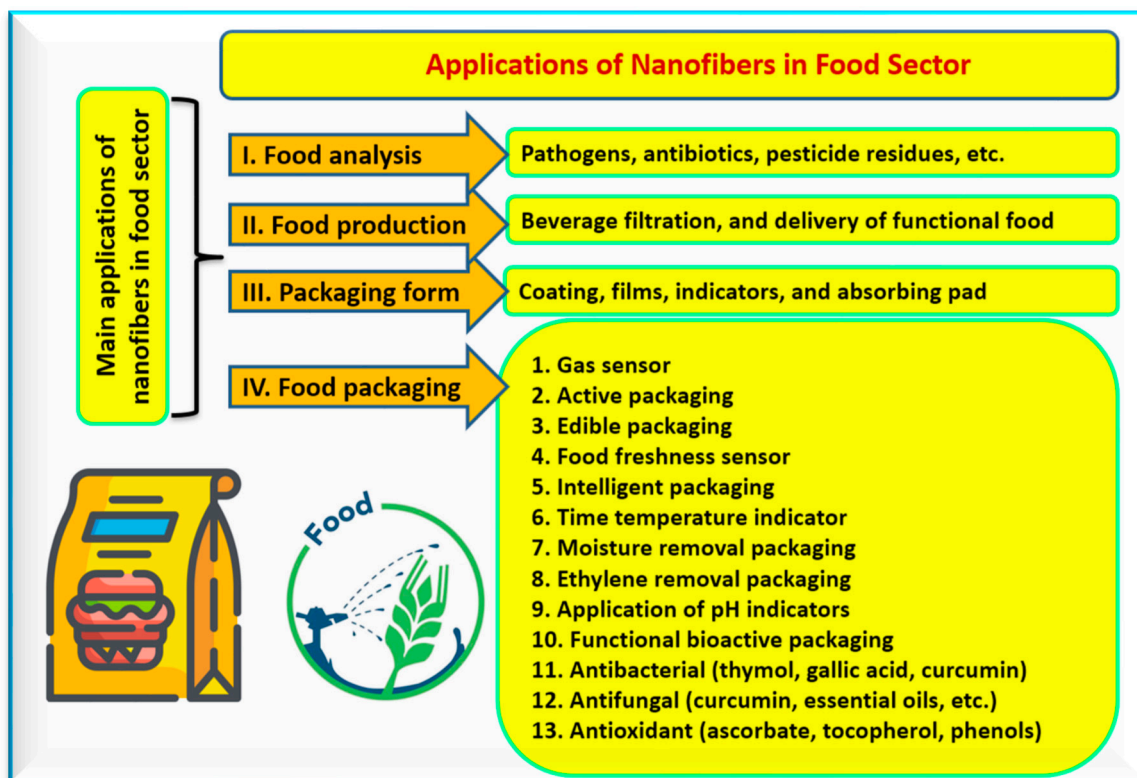 Applications of Nanofibers in Food Sector
Main applications of
nanofibers in food sector
I. Food analysis
Pathogens, antibiotics, pesticide residues, etc.
II. Food production
Beverage filtration, and delivery of functional food
III. Packaging form
Coating, films, indicators, and absorbing pad
IV. Food packaging
1. Gas sensor
2. Active packaging
3. Edible packaging
4. Food freshness sensor
5. Intelligent packaging
6. Time temperature indicator
7. Moisture removal packaging
8. Ethylene removal packaging
9. Application of pH indicators
10. Functional bioactive packaging
11. Antibacterial (thymol, gallic acid, curcumin)
12. Antifungal (curcumin, essential oils, etc.)
13. Antioxidant (ascorbate, tocopherol, phenols)
Food